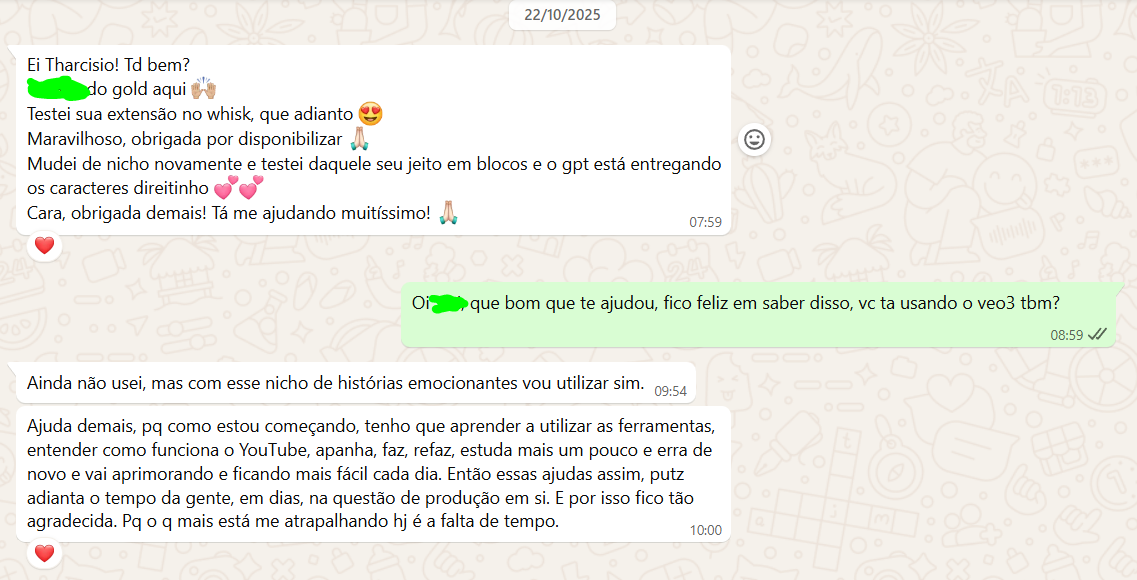 22/10/2025
Ei Tharcisio! Td bem?
do gold aqui 🙌🏼
Testei sua extensão no whisk, que adianto 😍
Maravilhoso, obrigada por disponibilizar 🙏🏼
Mudei de nicho novamente e testei daquele seu jeito em blocos e o gpt está entregando
os caracteres direitinho 💕💕
Cara, obrigada demais! Tá me ajudando muitíssimo! 🙏🏼
07:59
Oi , que bom que te ajudou, fico feliz em saber disso, vc ta usando o veo3 tbm?
08:59
Ainda não usei, mas com esse nicho de histórias emocionantes vou utilizar sim.
09:54
Ajuda demais, pq como estou começando, tenho que aprender a utilizar as ferramentas,
entender como funciona o YouTube, apanha, faz, refaz, estuda mais um pouco e erra de
novo e vai aprimorando e ficando mais fácil cada dia. Então essas ajudas assim, putz
adianta o tempo da gente, em dias, na questão de produção em si. E por isso fico tão
agradecida. Pq o q mais está me atrapalhando hj é a falta de tempo.
10:00